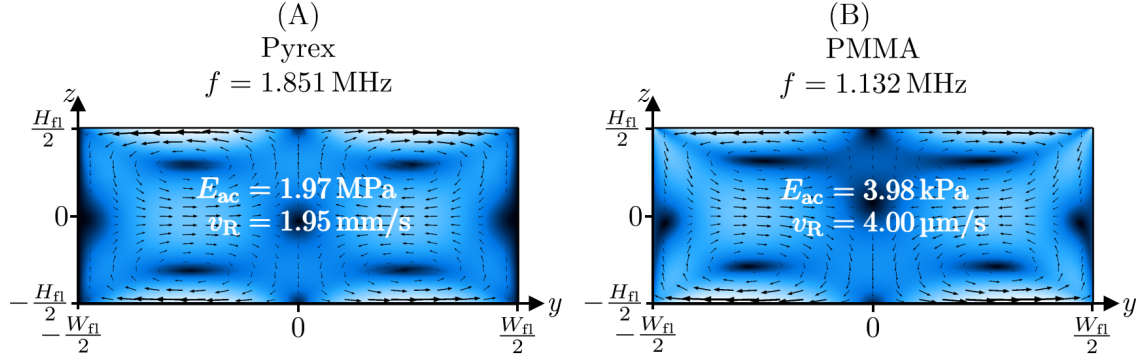 (A)
Pyrex
f = 1.851 MHz
z
H_fl/2
0
−H_fl/2
−W_fl/2
0
W_fl/2
y
E_ac = 1.97 MPa
v_R = 1.95 mm/s
(B)
PMMA
f = 1.132 MHz
z
H_fl/2
0
−H_fl/2
−W_fl/2
0
W_fl/2
y
E_ac = 3.98 kPa
v_R = 4.00 μm/s